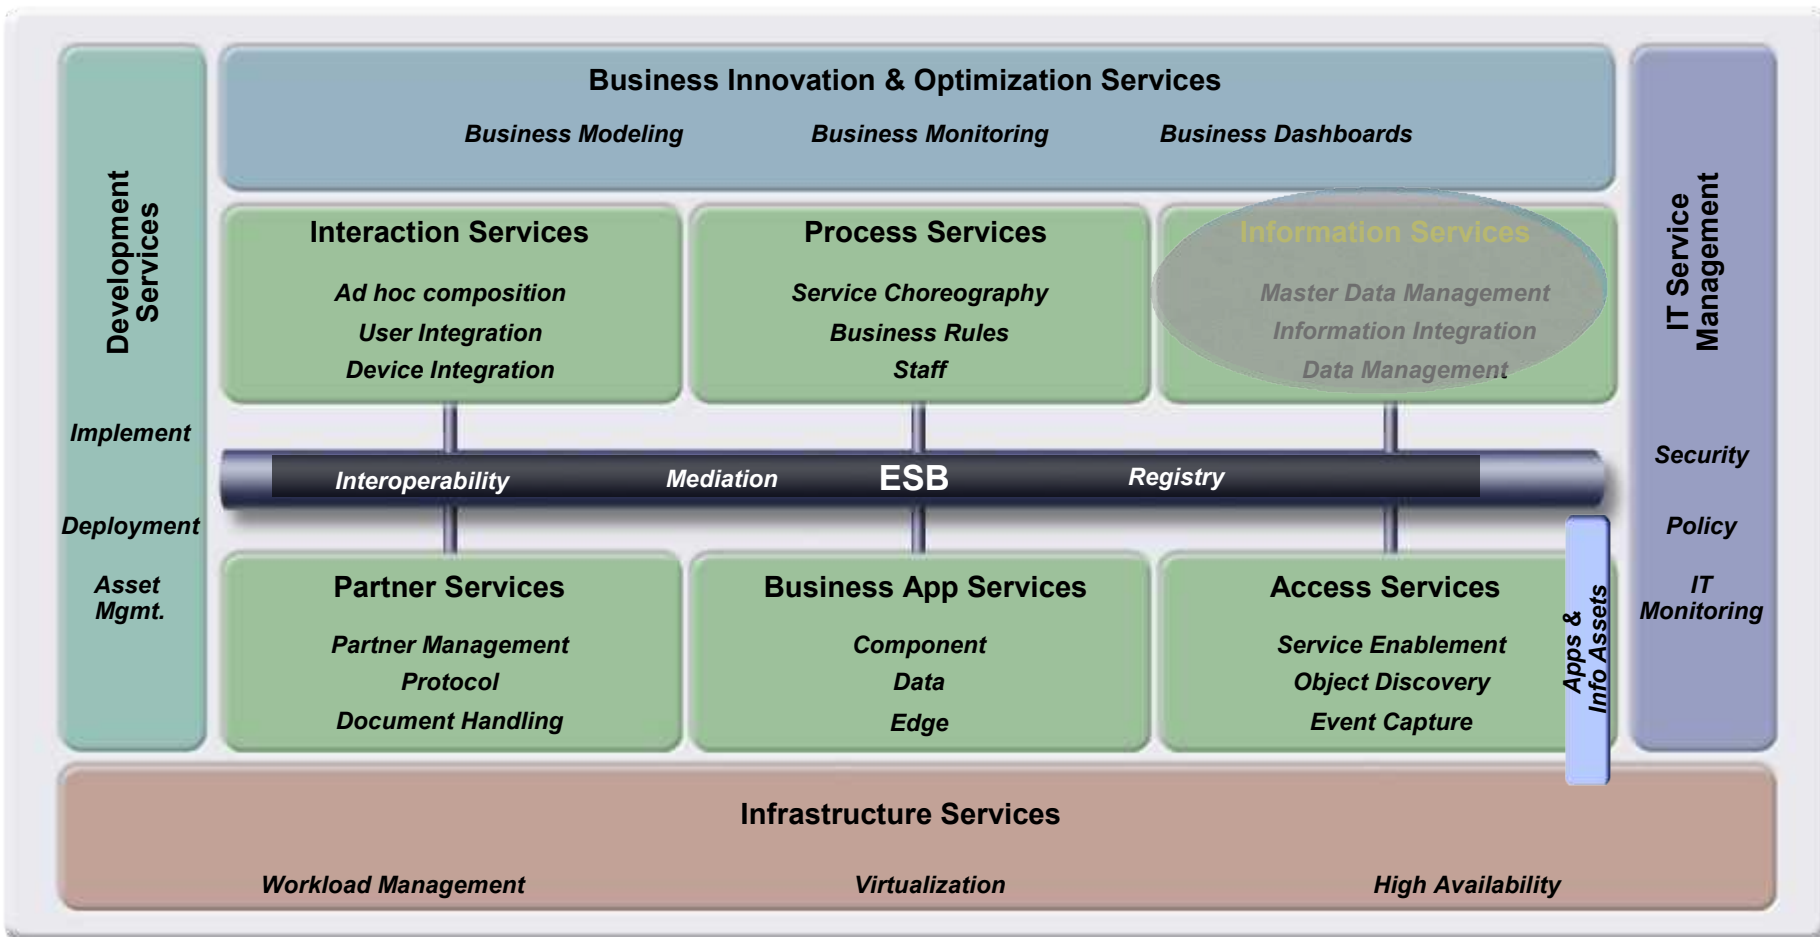 Business Innovation & Optimization Services
Business Modeling
Business Monitoring
Business Dashboards
Development
Services
Implement
Deployment
Asset
Mgmt.
Interaction Services
Ad hoc composition
User Integration
Device Integration
Process Services
Service Choreography
Business Rules
Staff
Information Services
Master Data Management
Information Integration
Data Management
IT Service
Management
Security
Policy
IT
Monitoring
Interoperability
Mediation
ESB
Registry
Partner Services
Partner Management
Protocol
Document Handling
Business App Services
Component
Data
Edge
Access Services
Service Enablement
Object Discovery
Event Capture
Apps &
Info Assets
Infrastructure Services
Workload Management
Virtualization
High Availability